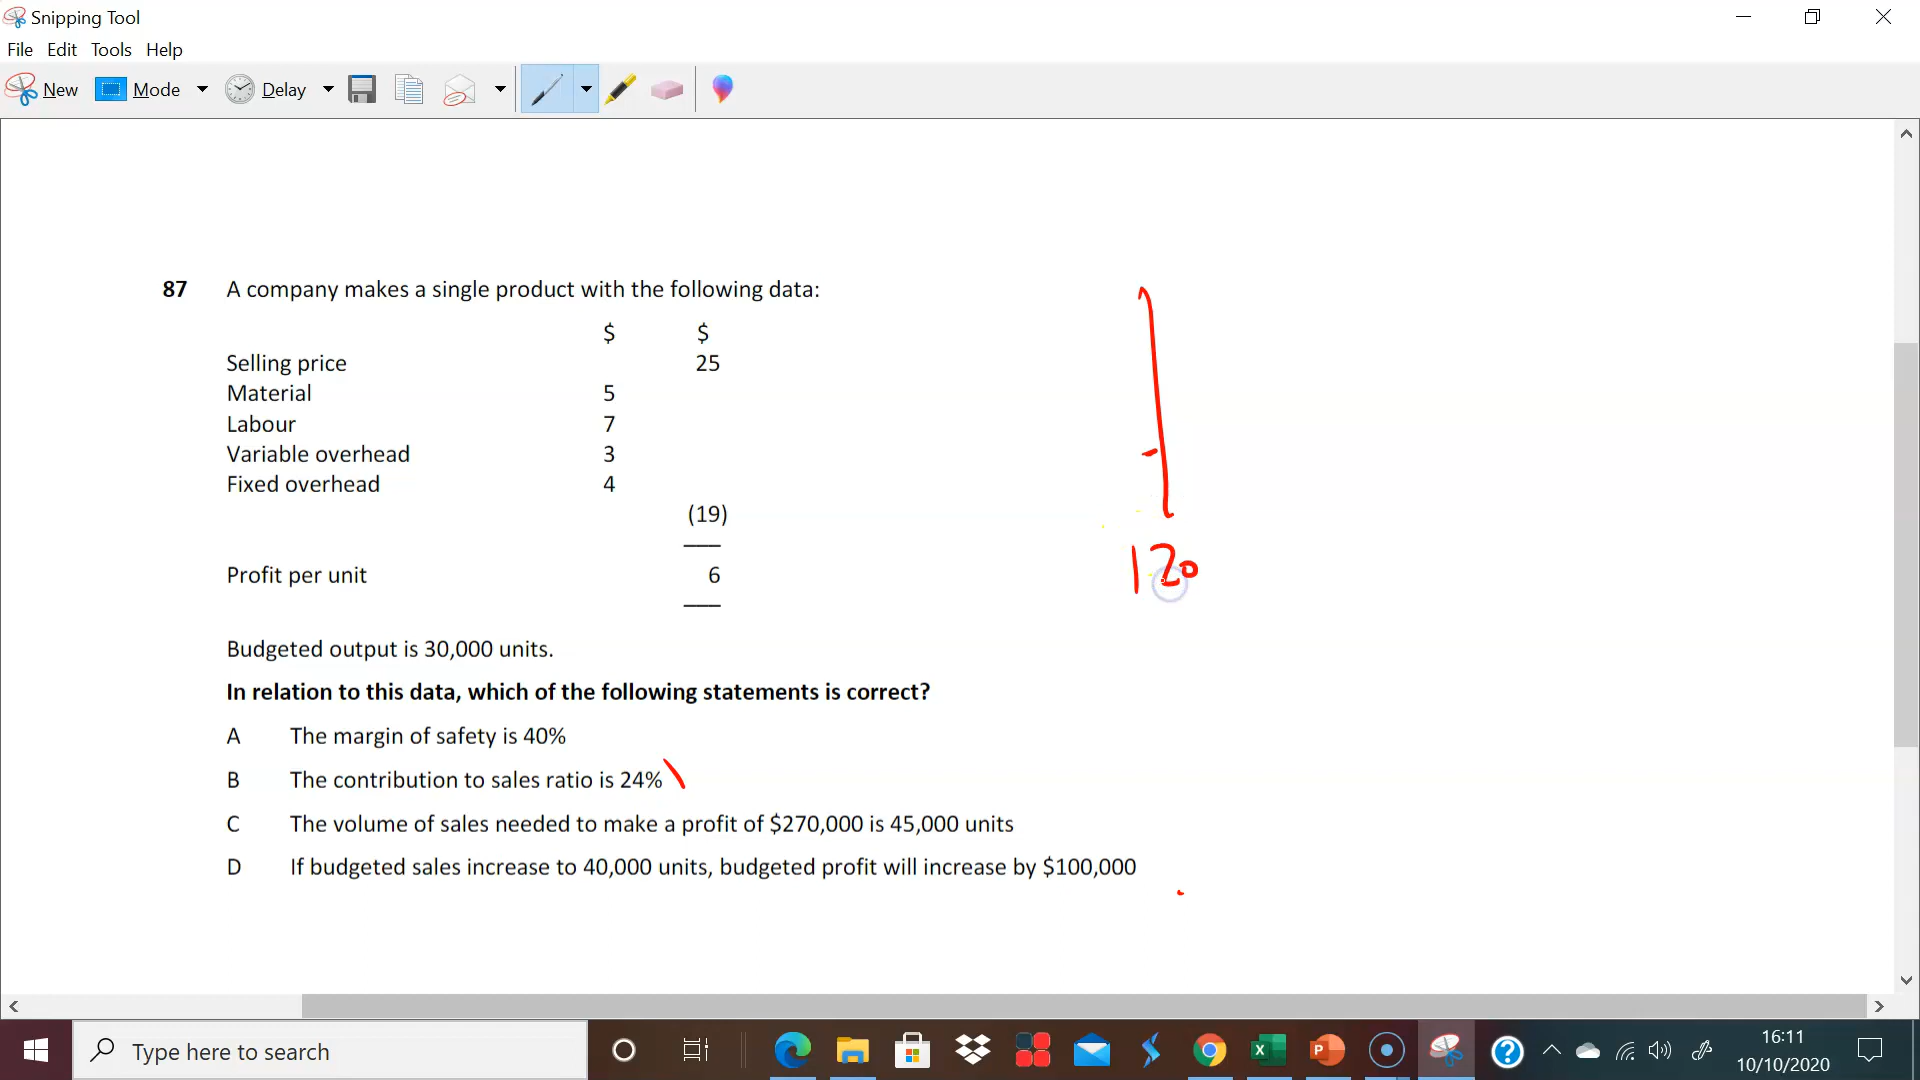 Snipping Tool
File Edit Tools Help
New Mode Delay
87 A company makes a single product with the following data:
$ $
Selling price 25
Material 5
Labour 7
Variable overhead 3
Fixed overhead 4
(19)
Profit per unit 6
120
Budgeted output is 30,000 units.
In relation to this data, which of the following statements is correct?
A The margin of safety is 40%
B The contribution to sales ratio is 24%
C The volume of sales needed to make a profit of $270,000 is 45,000 units
D If budgeted sales increase to 40,000 units, budgeted profit will increase by $100,000
Type here to search
16:11
10/10/2020